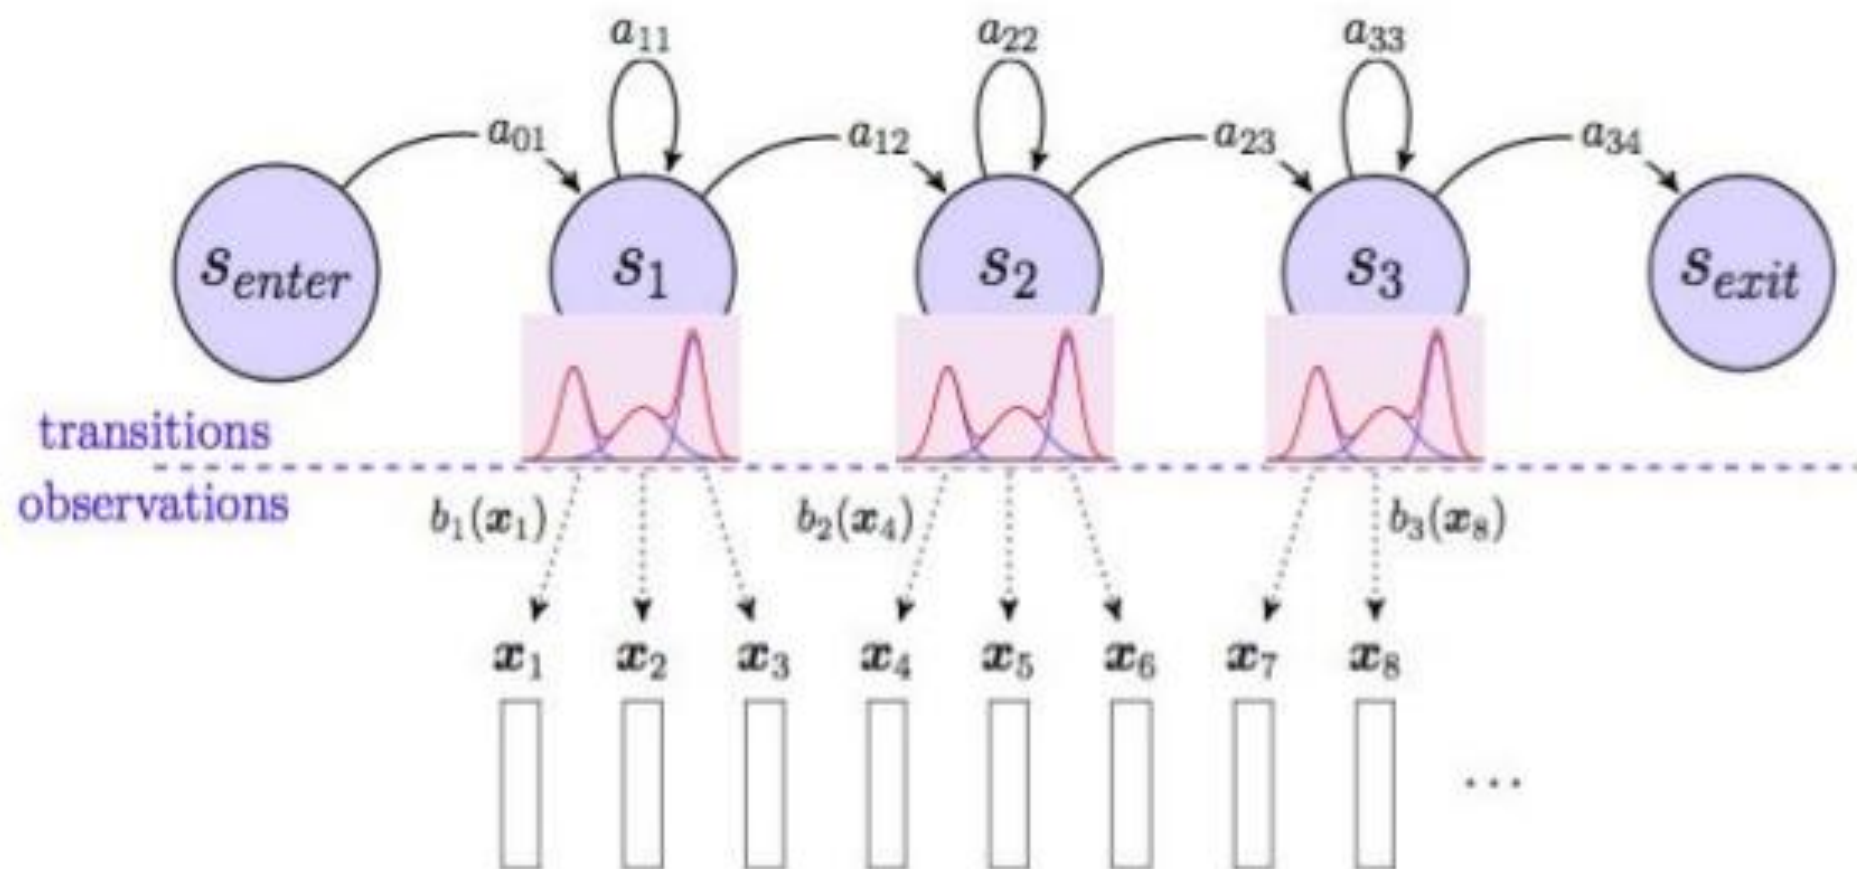 a₁₁ a₂₂ a₃₃
a₀₁ a₁₂ a₂₃ a₃₄
s_enter s₁ s₂ s₃ s_exit
transitions
observations
b₁(x₁) b₂(x₄) b₃(x₈)
x₁ x₂ x₃ x₄ x₅ x₆ x₇ x₈
...